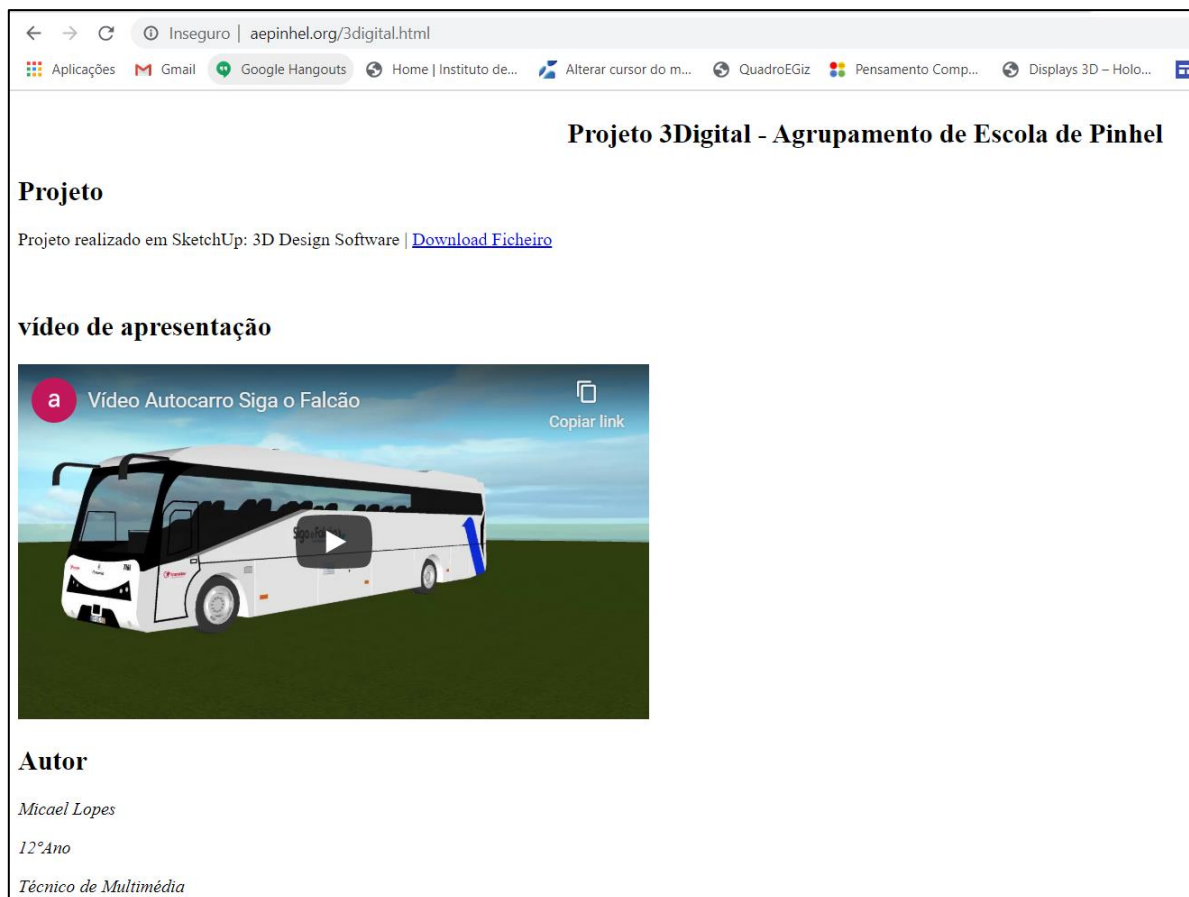 Inseguro | aepinhel.org/3digital.html
Aplicações Gmail Google Hangouts Home | Instituto de... Alterar cursor do m... QuadroEGiz Pensamento Comp... Displays 3D – Holo...
Projeto 3Digital - Agrupamento de Escola de Pinhel
Projeto
Projeto realizado em SketchUp: 3D Design Software | Download Ficheiro
vídeo de apresentação
a Vídeo Autocarro Siga o Falcão
Copiar link
Autor
Micael Lopes
12ºAno
Técnico de Multimédia